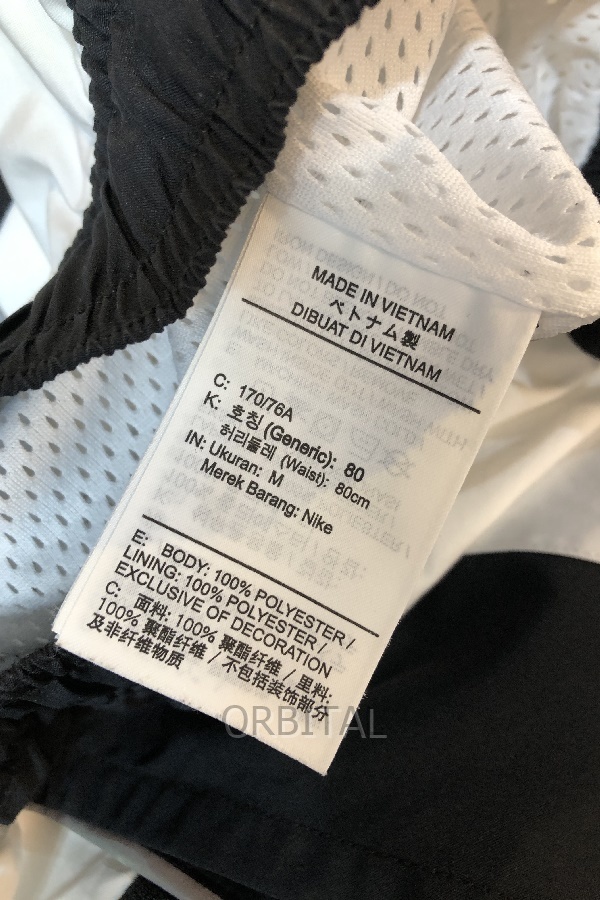 MADE IN VIETNAM
ベトナム製
DIBUAT DI VIETNAM
C: 170/76A
K: 호칭 (Generic): 80
허리둘레 (Waist): 80cm
IN: Ukuran: M
Merek Barang: Nike
E: BODY: 100% POLYESTER /
LINING: 100% POLYESTER /
EXCLUSIVE OF DECORATION
C: 面料: 100% 聚酯纤维 / 里料:
100% 聚酯纤维 / 不包括装饰部分
及非纤维物质
ORBITAL